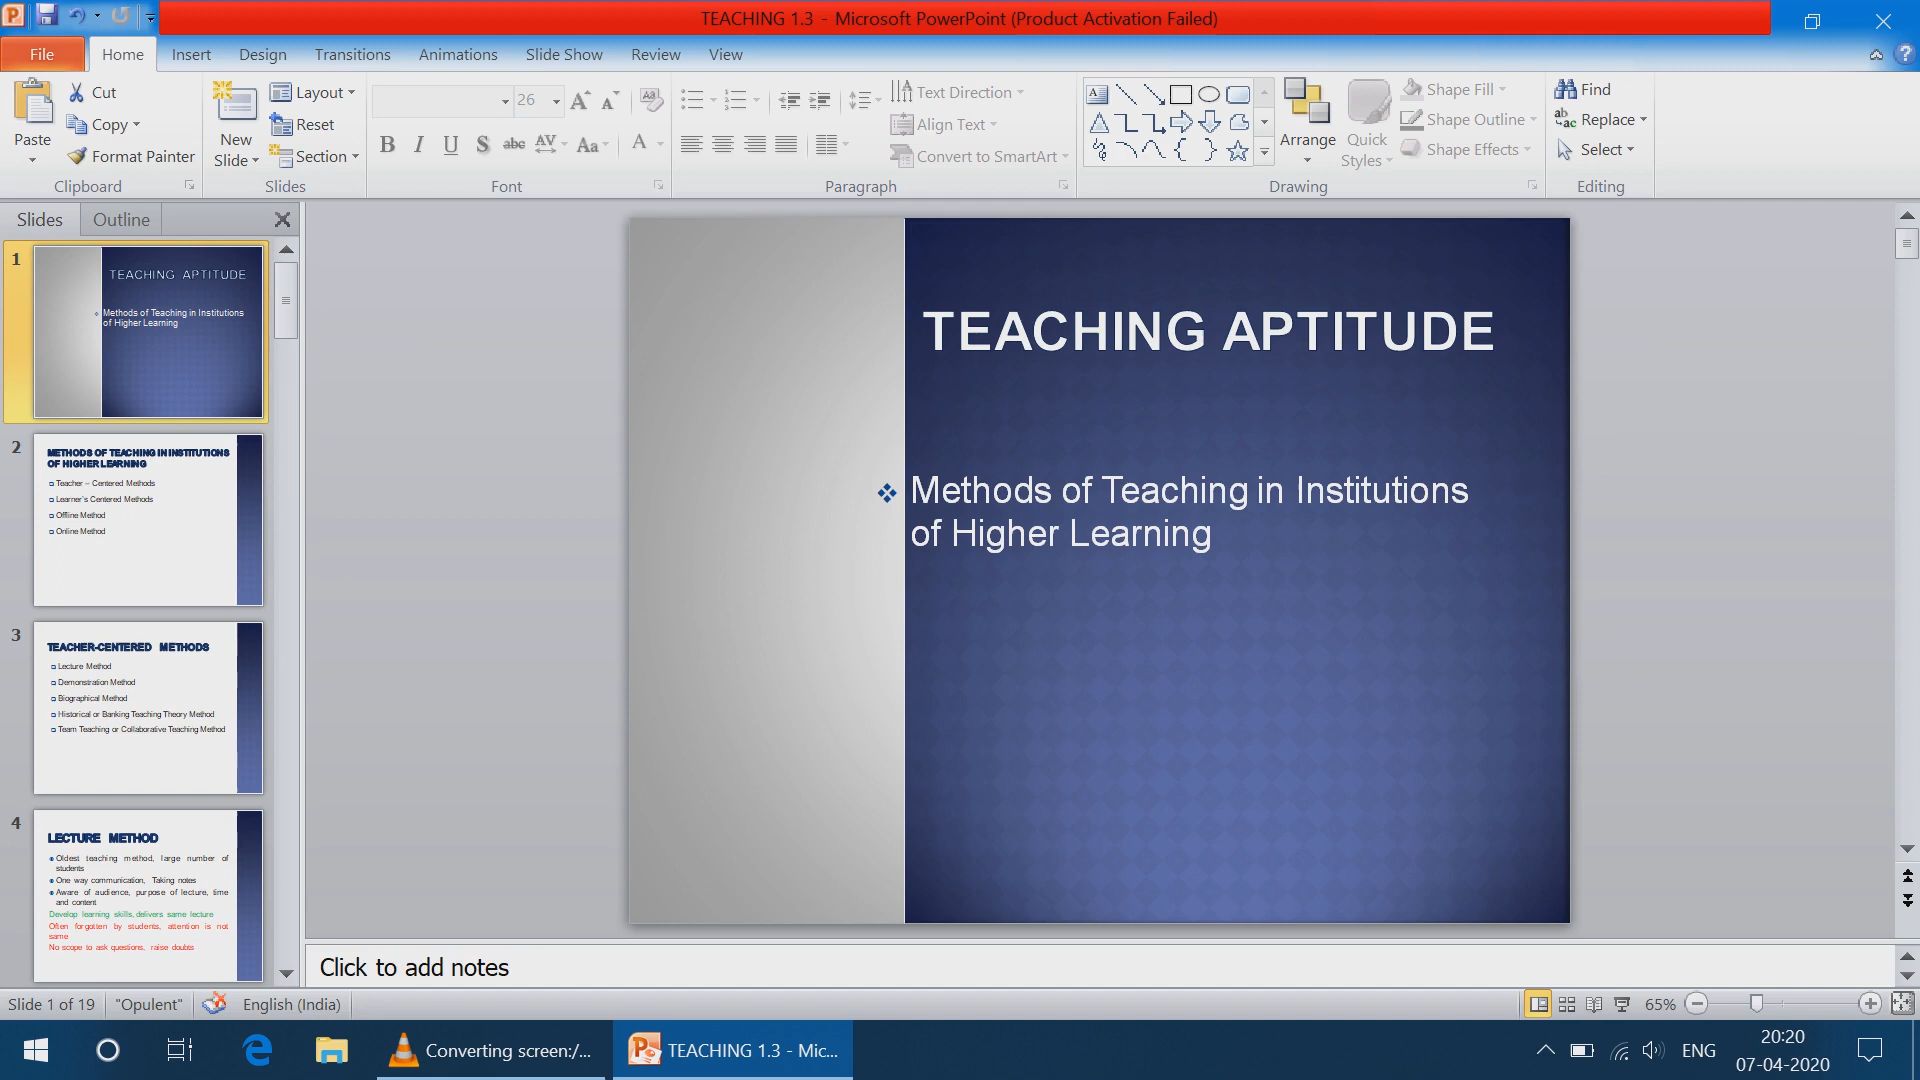 TEACHING 1.3 - Microsoft PowerPoint (Product Activation Failed)
File Home Insert Design Transitions Animations Slide Show Review View
Paste
Cut
Copy
Format Painter
Clipboard
New Slide
Layout
Reset
Section
Slides
26
B I U S abc AV Aa A
Font
Text Direction
Align Text
Convert to SmartArt
Paragraph
Arrange
Quick Styles
Shape Fill
Shape Outline
Shape Effects
Drawing
Find
Replace
Select
Editing
Slides Outline
1
TEACHING APTITUDE
Methods of Teaching in Institutions
of Higher Learning
2
METHODS OF TEACHING IN INSTITUTIONS
OF HIGHER LEARNING
Teacher – Centered Methods
Learner's Centered Methods
Offline Method
Online Method
3
TEACHER-CENTERED METHODS
Lecture Method
Demonstration Method
Biographical Method
Historical or Banking Teaching Theory Method
Team Teaching or Collaborative Teaching Method
4
LECTURE METHOD
Oldest teaching method, large number of
students
One way communication, Taking notes
Aware of audience, purpose of lecture, time
and content
Develop learning skills, delivers same lecture
Often forgotten by students, attention is not
same
No scope to ask questions, raise doubts
TEACHING APTITUDE
Methods of Teaching in Institutions
of Higher Learning
Click to add notes
Slide 1 of 19 "Opulent" English (India) 65%
Converting screen:/...
TEACHING 1.3 - Mic...
ENG
20:20
07-04-2020